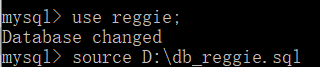 mysql> use reggie;
Database changed
mysql> source D:\db_reggie.sql